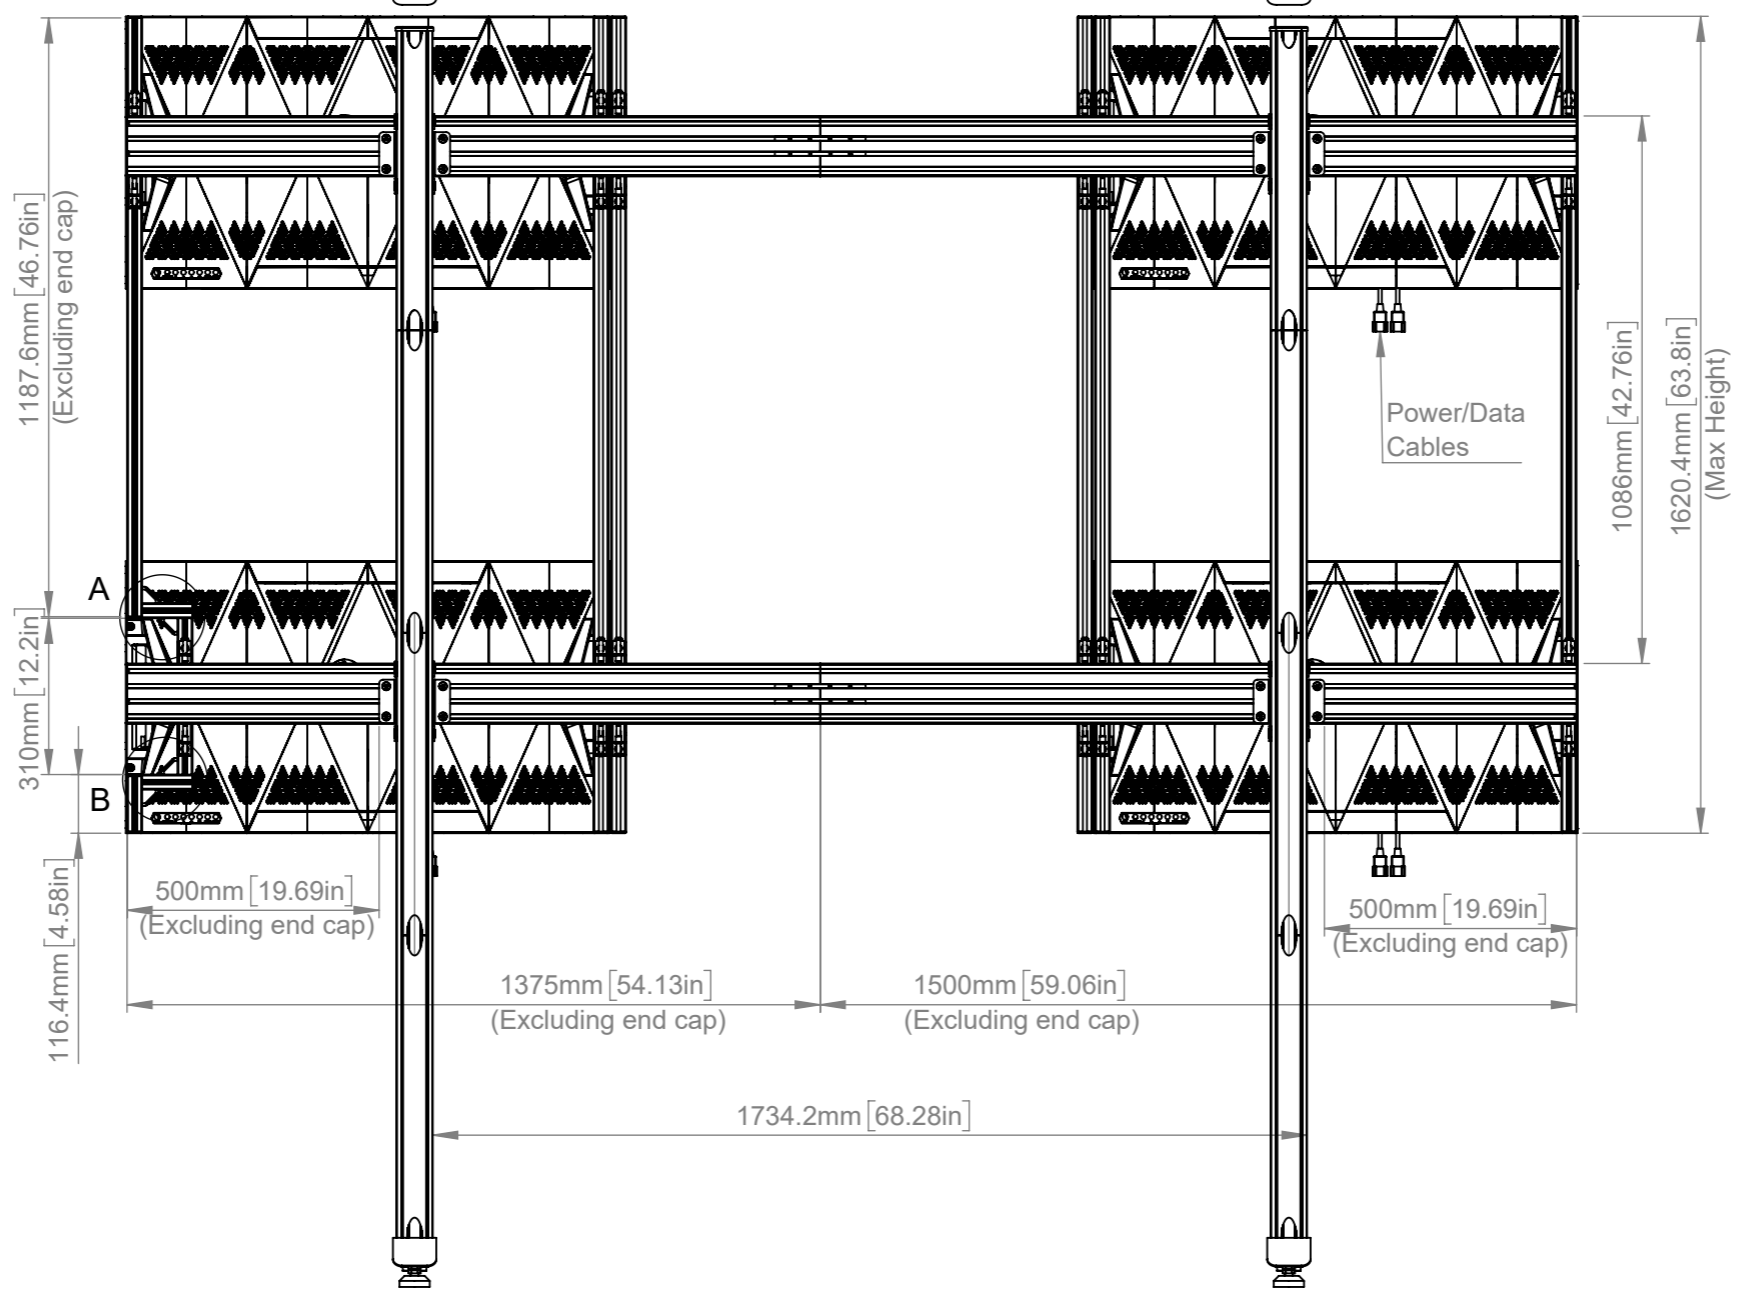 1187.6mm[46.76in]
(Excluding end cap)
1086mm[42.76in]
1620.4mm[63.8in]
(Max Height)
Power/Data
Cables
A
310mm[12.2in]
B
116.4mm[4.58in]
500mm[19.69in]
(Excluding end cap)
500mm[19.69in]
(Excluding end cap)
1375mm[54.13in]
(Excluding end cap)
1500mm[59.06in]
(Excluding end cap)
1734.2mm[68.28in]